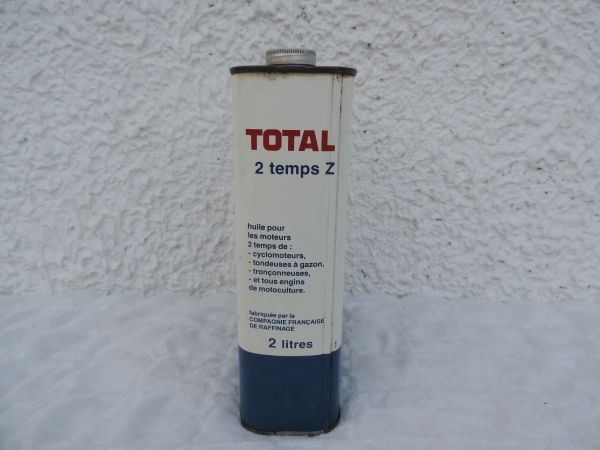 TOTAL
2 temps Z
huile pour
les moteurs
2 temps de :
- cyclomoteurs,
- tondeuses à gazon,
- tronçonneuses,
- et tous engins
de motoculture.
fabriquée par la
COMPAGNIE FRANÇAISE
DE RAFFINAGE
2 litres